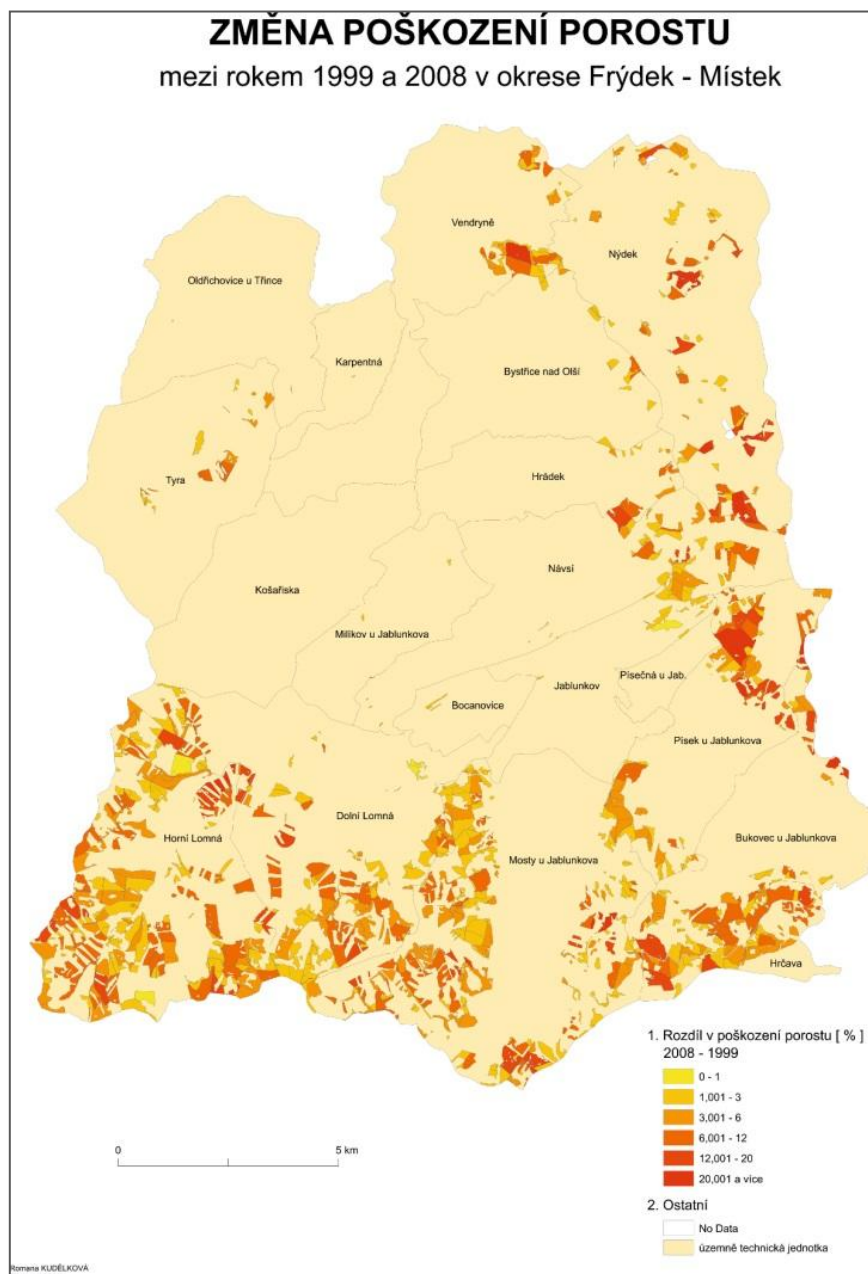 ZMĚNA POŠKOZENÍ POROSTU
mezi rokem 1999 a 2008 v okrese Frýdek - Místek
Vendryně
Nýdek
Oldřichovice u Třince
Karpentná
Bystřice nad Olší
Tyra
Hrádek
Návsí
Košařiska
Milíkov u Jablunkova
Písečná u Jab.
Jablunkov
Bocanovice
Písek u Jablunkova
Dolní Lomná
Horní Lomná
Bukovec u Jablunkova
Mosty u Jablunkova
Hrčava
1. Rozdíl v poškození porostu [ % ]
2008 - 1999
0 - 1
1,001 - 3
3,001 - 6
6,001 - 12
12,001 - 20
20,001 a více
2. Ostatní
No Data
územně technická jednotka
0 5 km
Romana KUDĚLKOVÁ